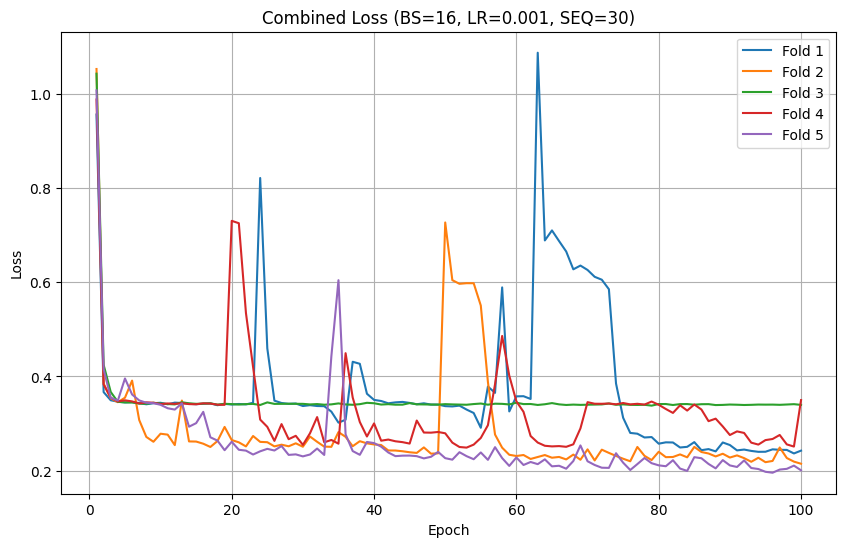 Combined Loss (BS=16, LR=0.001, SEQ=30)
Fold 1
Fold 2
Fold 3
Fold 4
Fold 5
1.0
0.8
0.6
0.4
0.2
Loss
0 20 40 60 80 100
Epoch